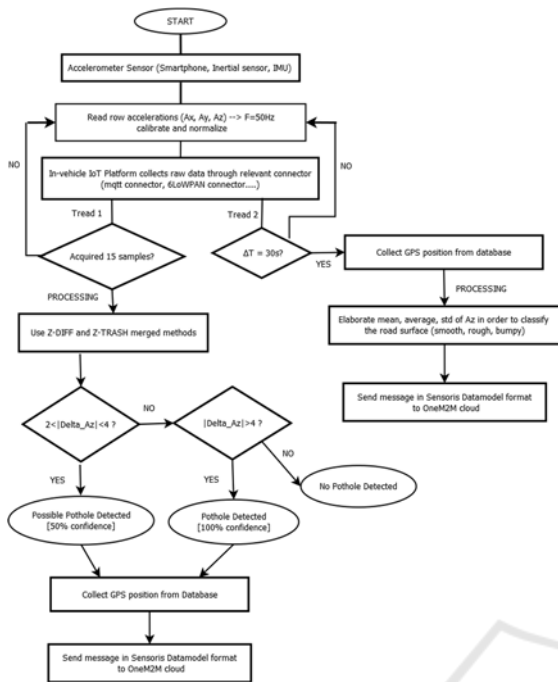 START
Accelerometer Sensor (Smartphone, Inertial sensor, IMU)
Read row accelerations (Ax, Ay, Az) --> F=50Hz
calibrate and normalize
NO
NO
In-vehicle IoT Platform collects raw data through relevant connector
(mqtt connector, 6LoWPAN connector....)
Tread 1
Tread 2
Acquired 15 samples?
ΔT = 30s?
YES
Collect GPS position from database
PROCESSING
PROCESSING
Use Z-DIFF and Z-TRASH merged methods
Elaborate mean, average, std of Az in order to classify
the road surface (smooth, rough, bumpy)
Send message in Sensoris Datamodel format
to OneM2M cloud
2<|Delta_Az|<4 ?
NO
|Delta_Az|>4 ?
NO
YES
YES
No Pothole Detected
Possible Pothole Detected
[50% confidence]
Pothole Detected
[100% confidence]
Collect GPS position from Database
Send message in Sensoris Datamodel format
to OneM2M cloud